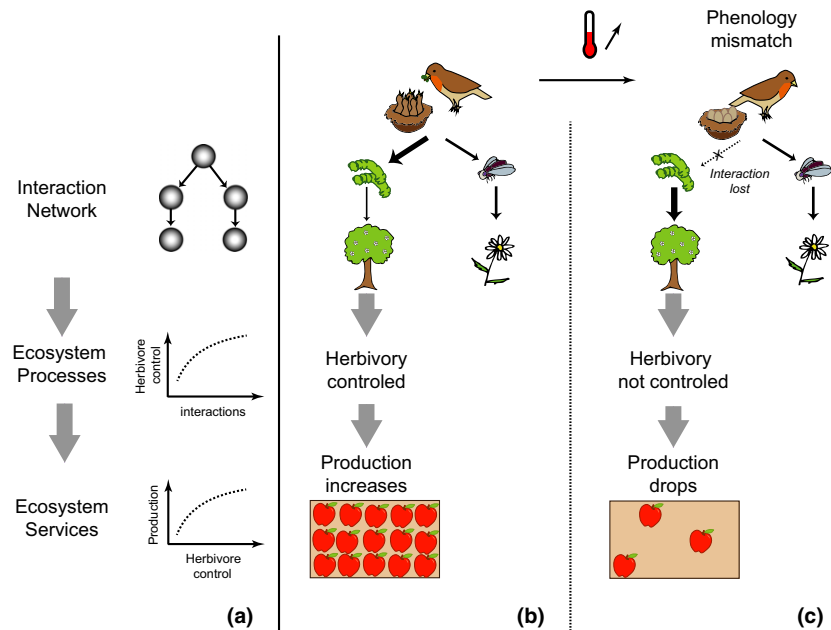 Interaction
Network
Ecosystem
Processes
Herbivore
control
interactions
Ecosystem
Services
Production
Herbivore
control
(a)
Herbivory
controled
Production
increases
(b)
Phenology
mismatch
Interaction
lost
Herbivory
not controled
Production
drops
(c)